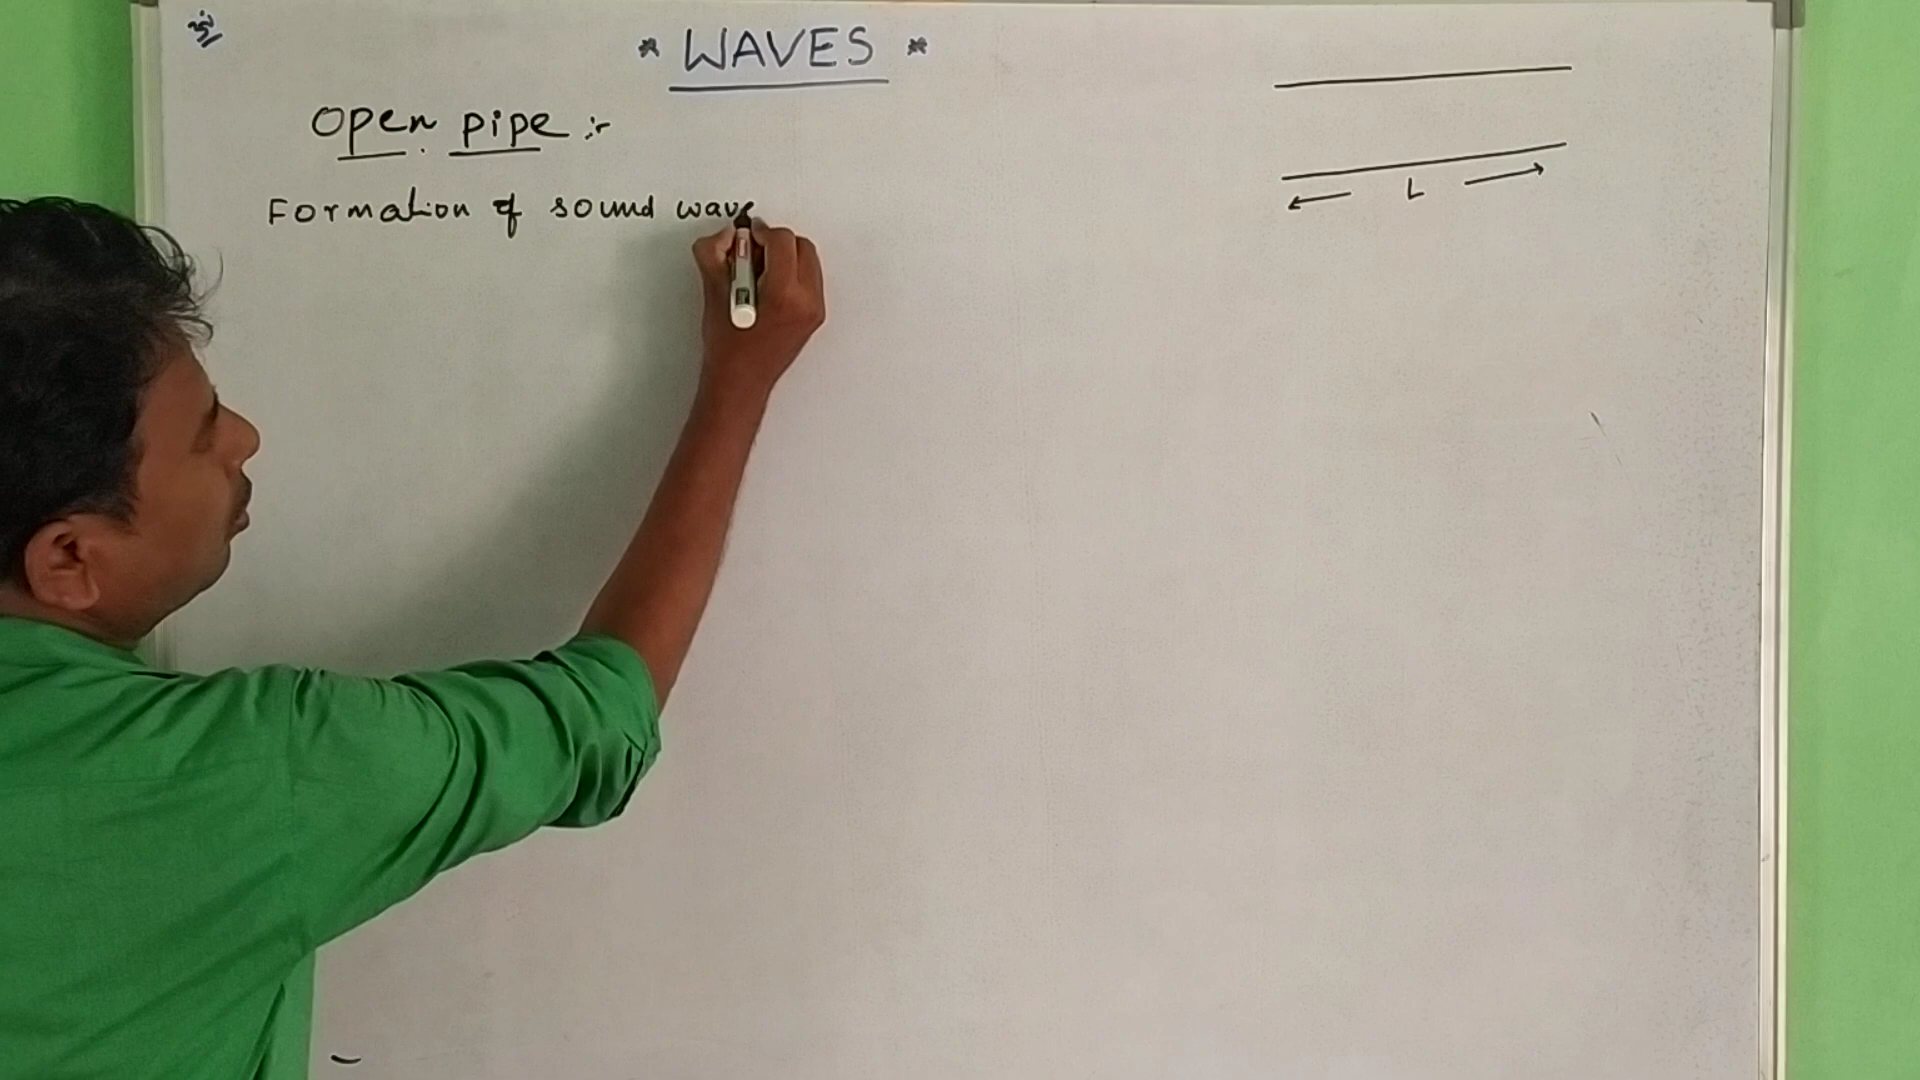 * WAVES *
Open pipe :-
Formation of sound wave
L